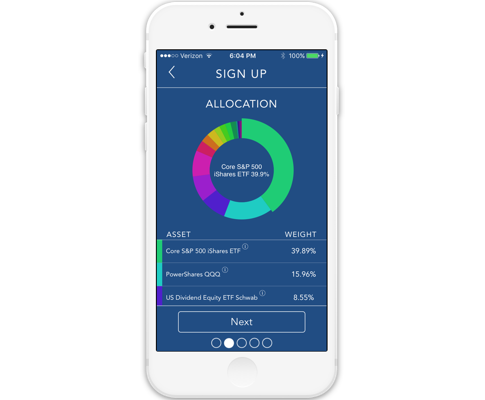 Verizon 6:04 PM 100%
SIGN UP
ALLOCATION
Core S&P 500
iShares ETF 39.9%
ASSET WEIGHT
Core S&P 500 iShares ETF i 39.89%
PowerShares QQQ i 15.96%
US Dividend Equity ETF Schwab i 8.55%
Next